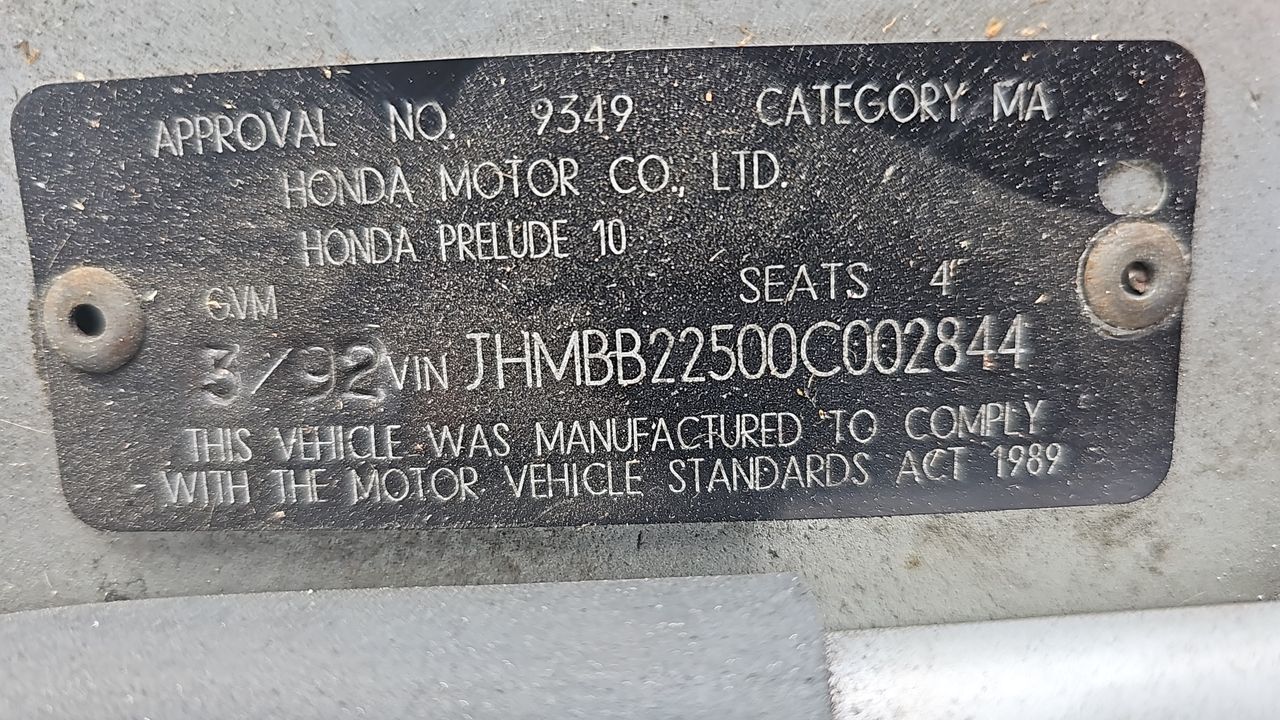 APPROVAL NO. 9349 CATEGORY MA
HONDA MOTOR CO., LTD.
HONDA PRELUDE 10
GVM SEATS 4
3/92 VIN JHMBB22500C002844
THIS VEHICLE WAS MANUFACTURED TO COMPLY
WITH THE MOTOR VEHICLE STANDARDS ACT 1989